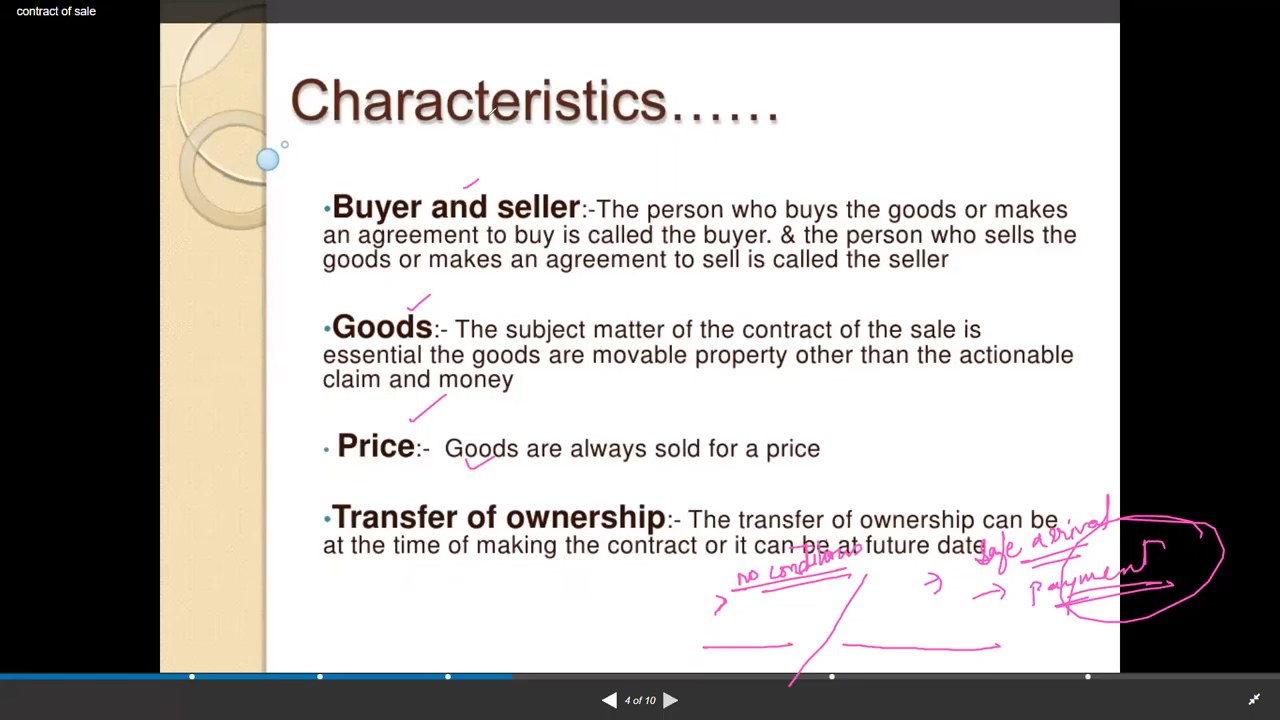 contract of sale
Characteristics……
•Buyer and seller:-The person who buys the goods or makes
an agreement to buy is called the buyer. & the person who sells the
goods or makes an agreement to sell is called the seller
•Goods:- The subject matter of the contract of the sale is
essential the goods are movable property other than the actionable
claim and money
• Price:- Goods are always sold for a price
•Transfer of ownership:- The transfer of ownership can be
at the time of making the contract or it can be at future date
safe arrival
no conditions
→ payment
4 of 10